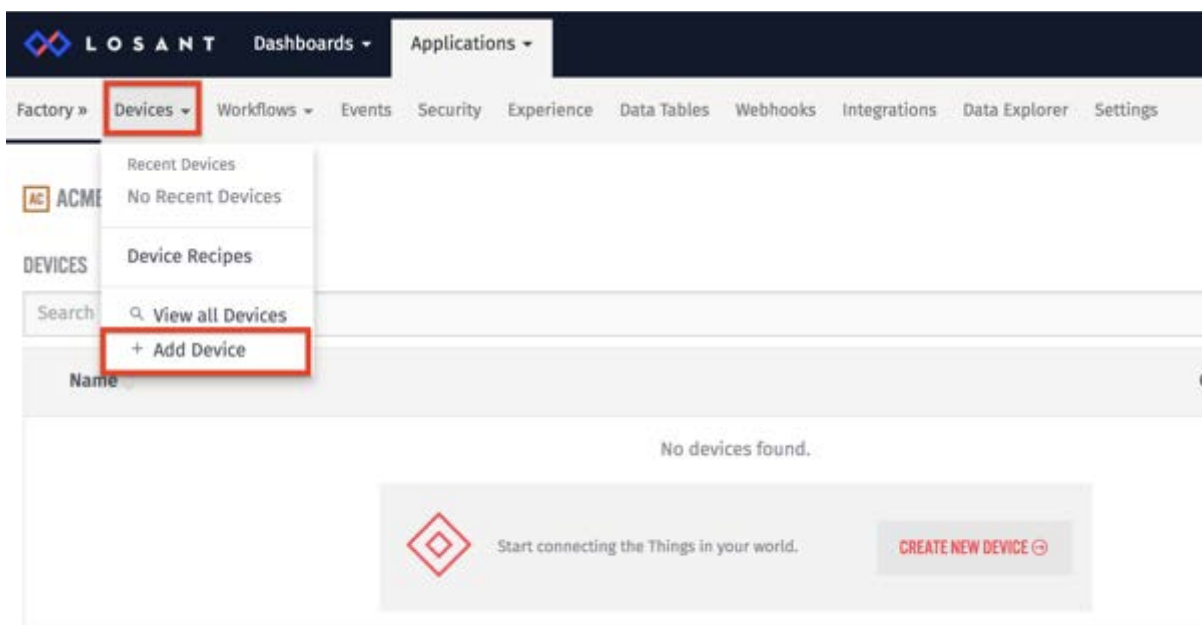 LOSANT Dashboards Applications
Factory » Devices Workflows Events Security Experience Data Tables Webhooks Integrations Data Explorer Settings
Recent Devices
AC ACME
No Recent Devices
Device Recipes
DEVICES
Search
View all Devices
+ Add Device
Name
No devices found.
Start connecting the Things in your world.
CREATE NEW DEVICE